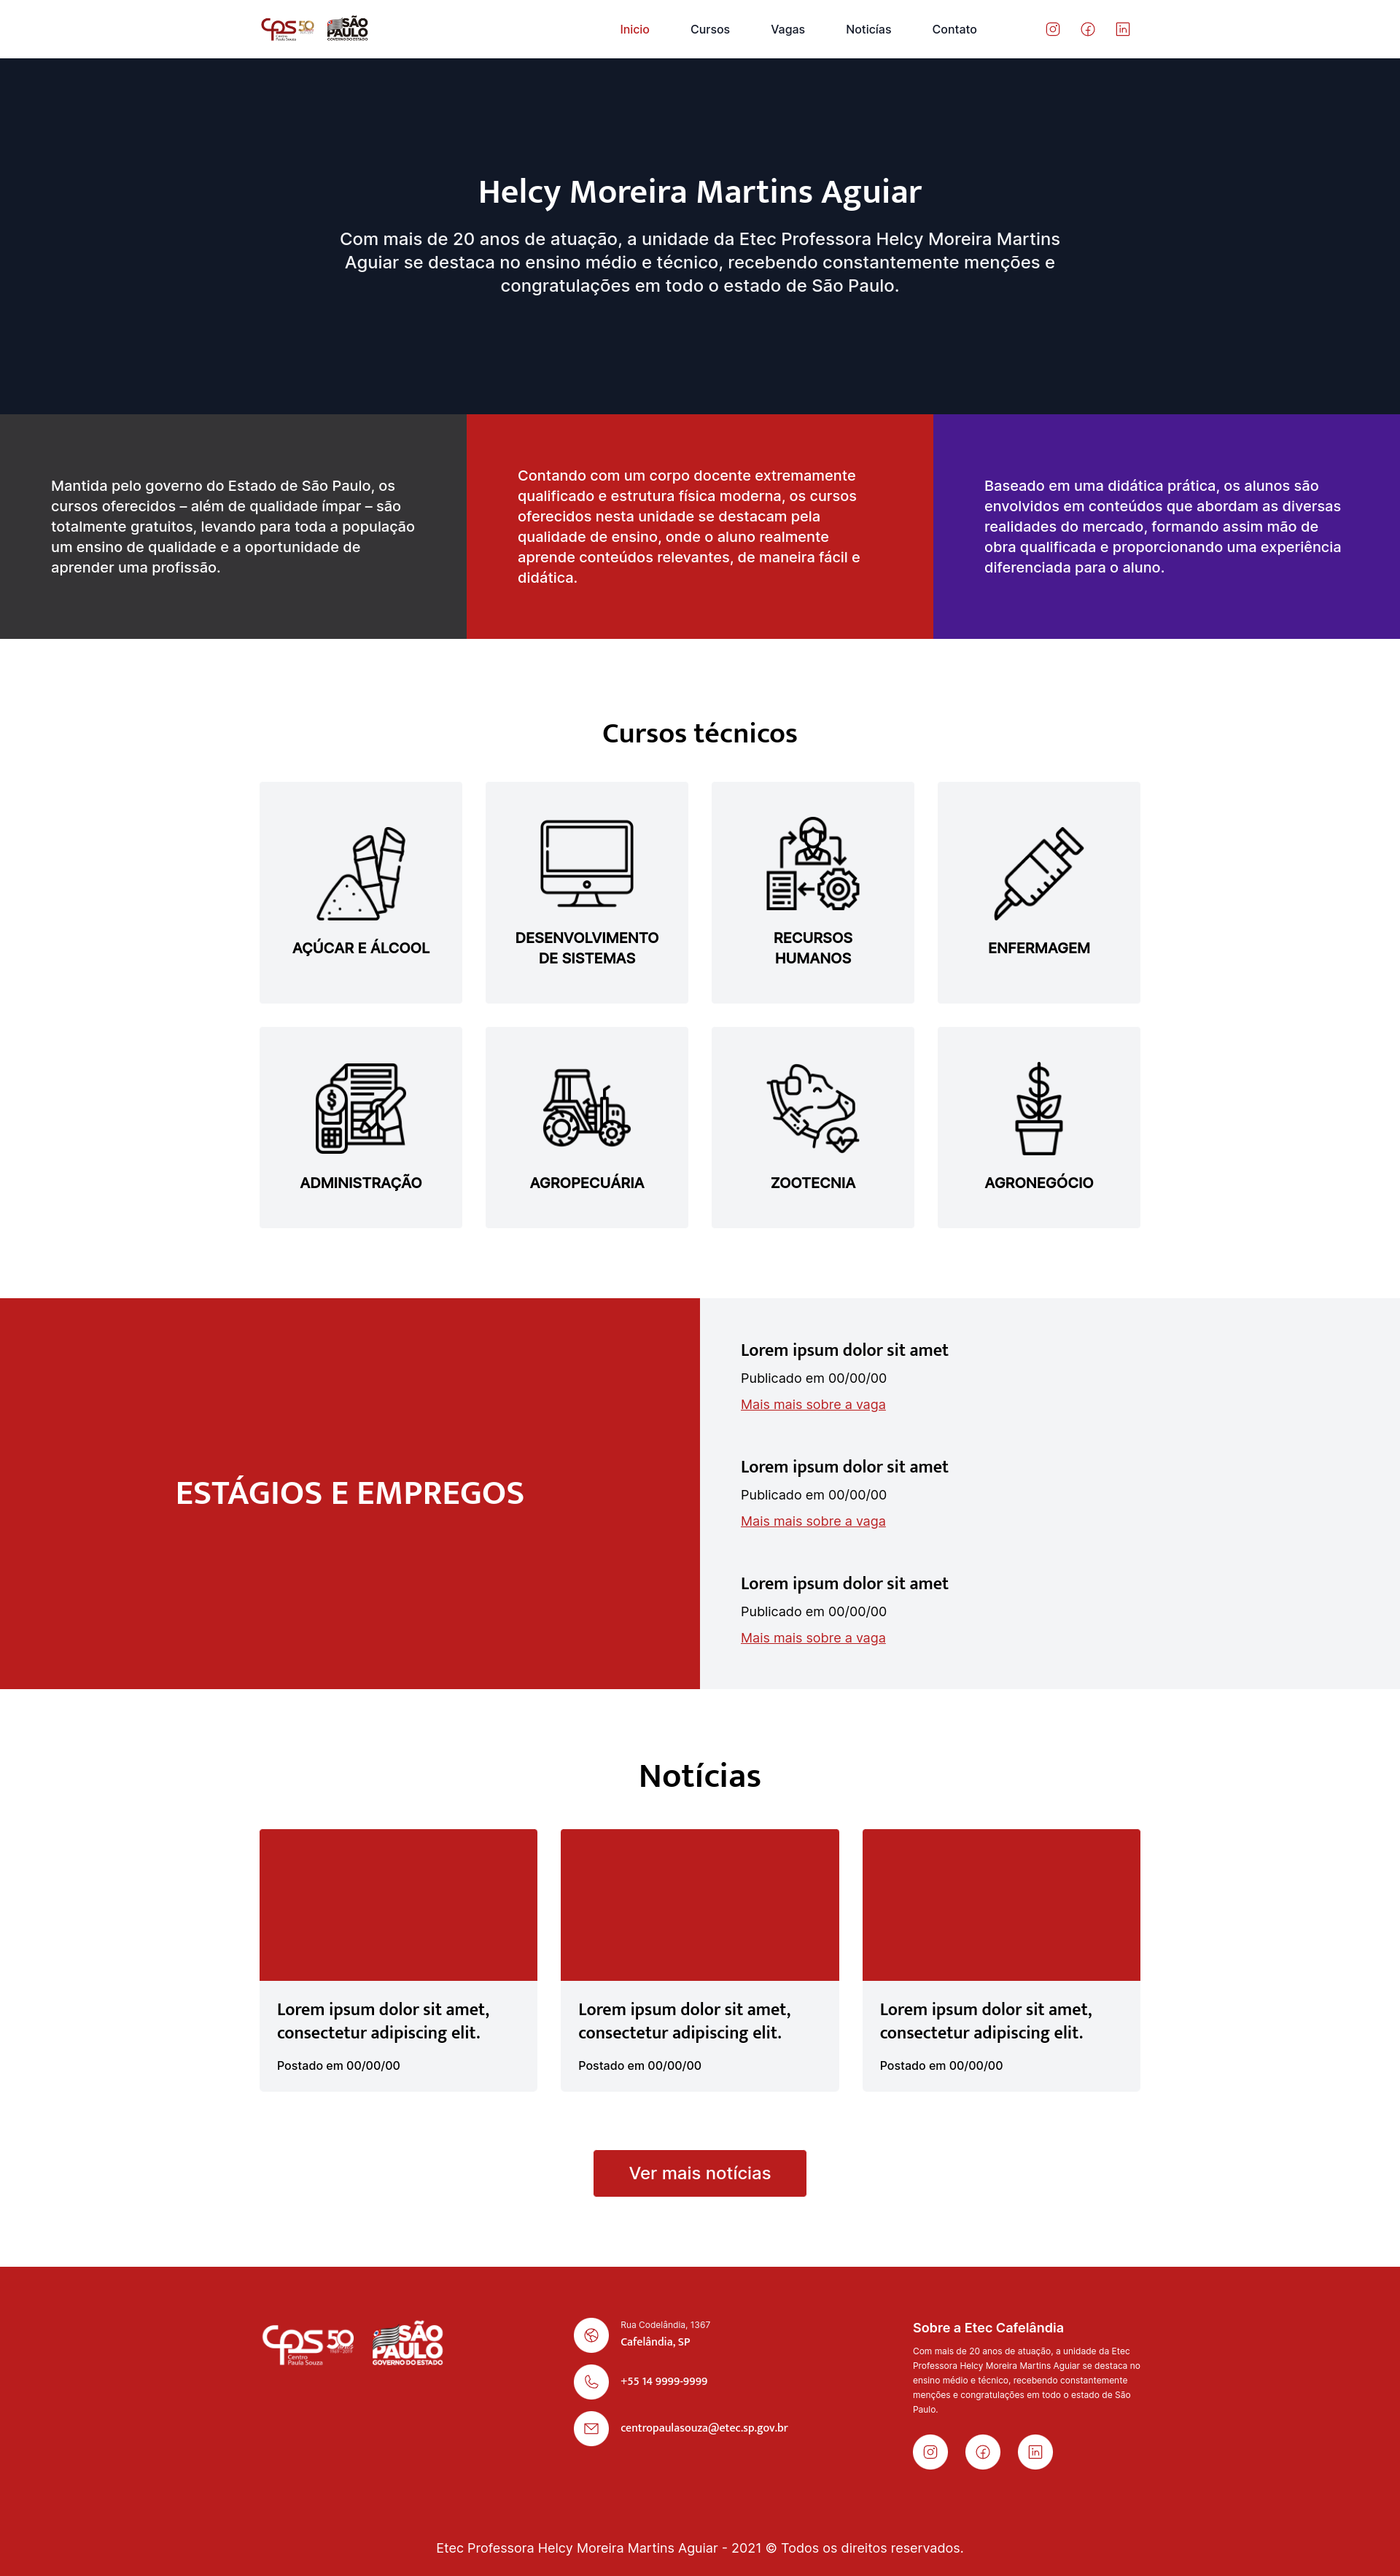 CPS 50
Centro
Paula Souza
SÃO
PAULO
GOVERNO DO ESTADO
Inicio
Cursos
Vagas
Noticías
Contato
Helcy Moreira Martins Aguiar
Com mais de 20 anos de atuação, a unidade da Etec Professora Helcy Moreira Martins
Aguiar se destaca no ensino médio e técnico, recebendo constantemente menções e
congratulações em todo o estado de São Paulo.
Mantida pelo governo do Estado de São Paulo, os
cursos oferecidos – além de qualidade ímpar – são
totalmente gratuitos, levando para toda a população
um ensino de qualidade e a oportunidade de
aprender uma profissão.
Contando com um corpo docente extremamente
qualificado e estrutura física moderna, os cursos
oferecidos nesta unidade se destacam pela
qualidade de ensino, onde o aluno realmente
aprende conteúdos relevantes, de maneira fácil e
didática.
Baseado em uma didática prática, os alunos são
envolvidos em conteúdos que abordam as diversas
realidades do mercado, formando assim mão de
obra qualificada e proporcionando uma experiência
diferenciada para o aluno.
Cursos técnicos
AÇÚCAR E ÁLCOOL
DESENVOLVIMENTO
DE SISTEMAS
RECURSOS
HUMANOS
ENFERMAGEM
ADMINISTRAÇÃO
AGROPECUÁRIA
ZOOTECNIA
AGRONEGÓCIO
ESTÁGIOS E EMPREGOS
Lorem ipsum dolor sit amet
Publicado em 00/00/00
Mais mais sobre a vaga
Lorem ipsum dolor sit amet
Publicado em 00/00/00
Mais mais sobre a vaga
Lorem ipsum dolor sit amet
Publicado em 00/00/00
Mais mais sobre a vaga
Notícias
Lorem ipsum dolor sit amet,
consectetur adipiscing elit.
Postado em 00/00/00
Lorem ipsum dolor sit amet,
consectetur adipiscing elit.
Postado em 00/00/00
Lorem ipsum dolor sit amet,
consectetur adipiscing elit.
Postado em 00/00/00
Ver mais notícias
CPS 50
Centro
Paula Souza
SÃO
PAULO
GOVERNO DO ESTADO
Rua Codelândia, 1367
Cafelândia, SP
+55 14 9999-9999
centropaulasouza@etec.sp.gov.br
Sobre a Etec Cafelândia
Com mais de 20 anos de atuação, a unidade da Etec
Professora Helcy Moreira Martins Aguiar se destaca no
ensino médio e técnico, recebendo constantemente
menções e congratulações em todo o estado de São
Paulo.
Etec Professora Helcy Moreira Martins Aguiar - 2021 © Todos os direitos reservados.